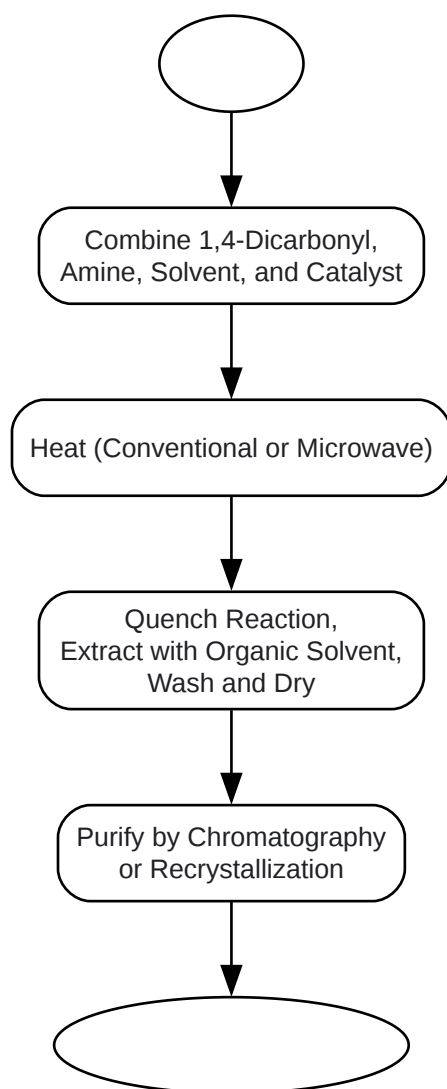 Combine 1,4-Dicarbonyl,
Amine, Solvent, and Catalyst
Heat (Conventional or Microwave)
Quench Reaction,
Extract with Organic Solvent,
Wash and Dry
Purify by Chromatography
or Recrystallization